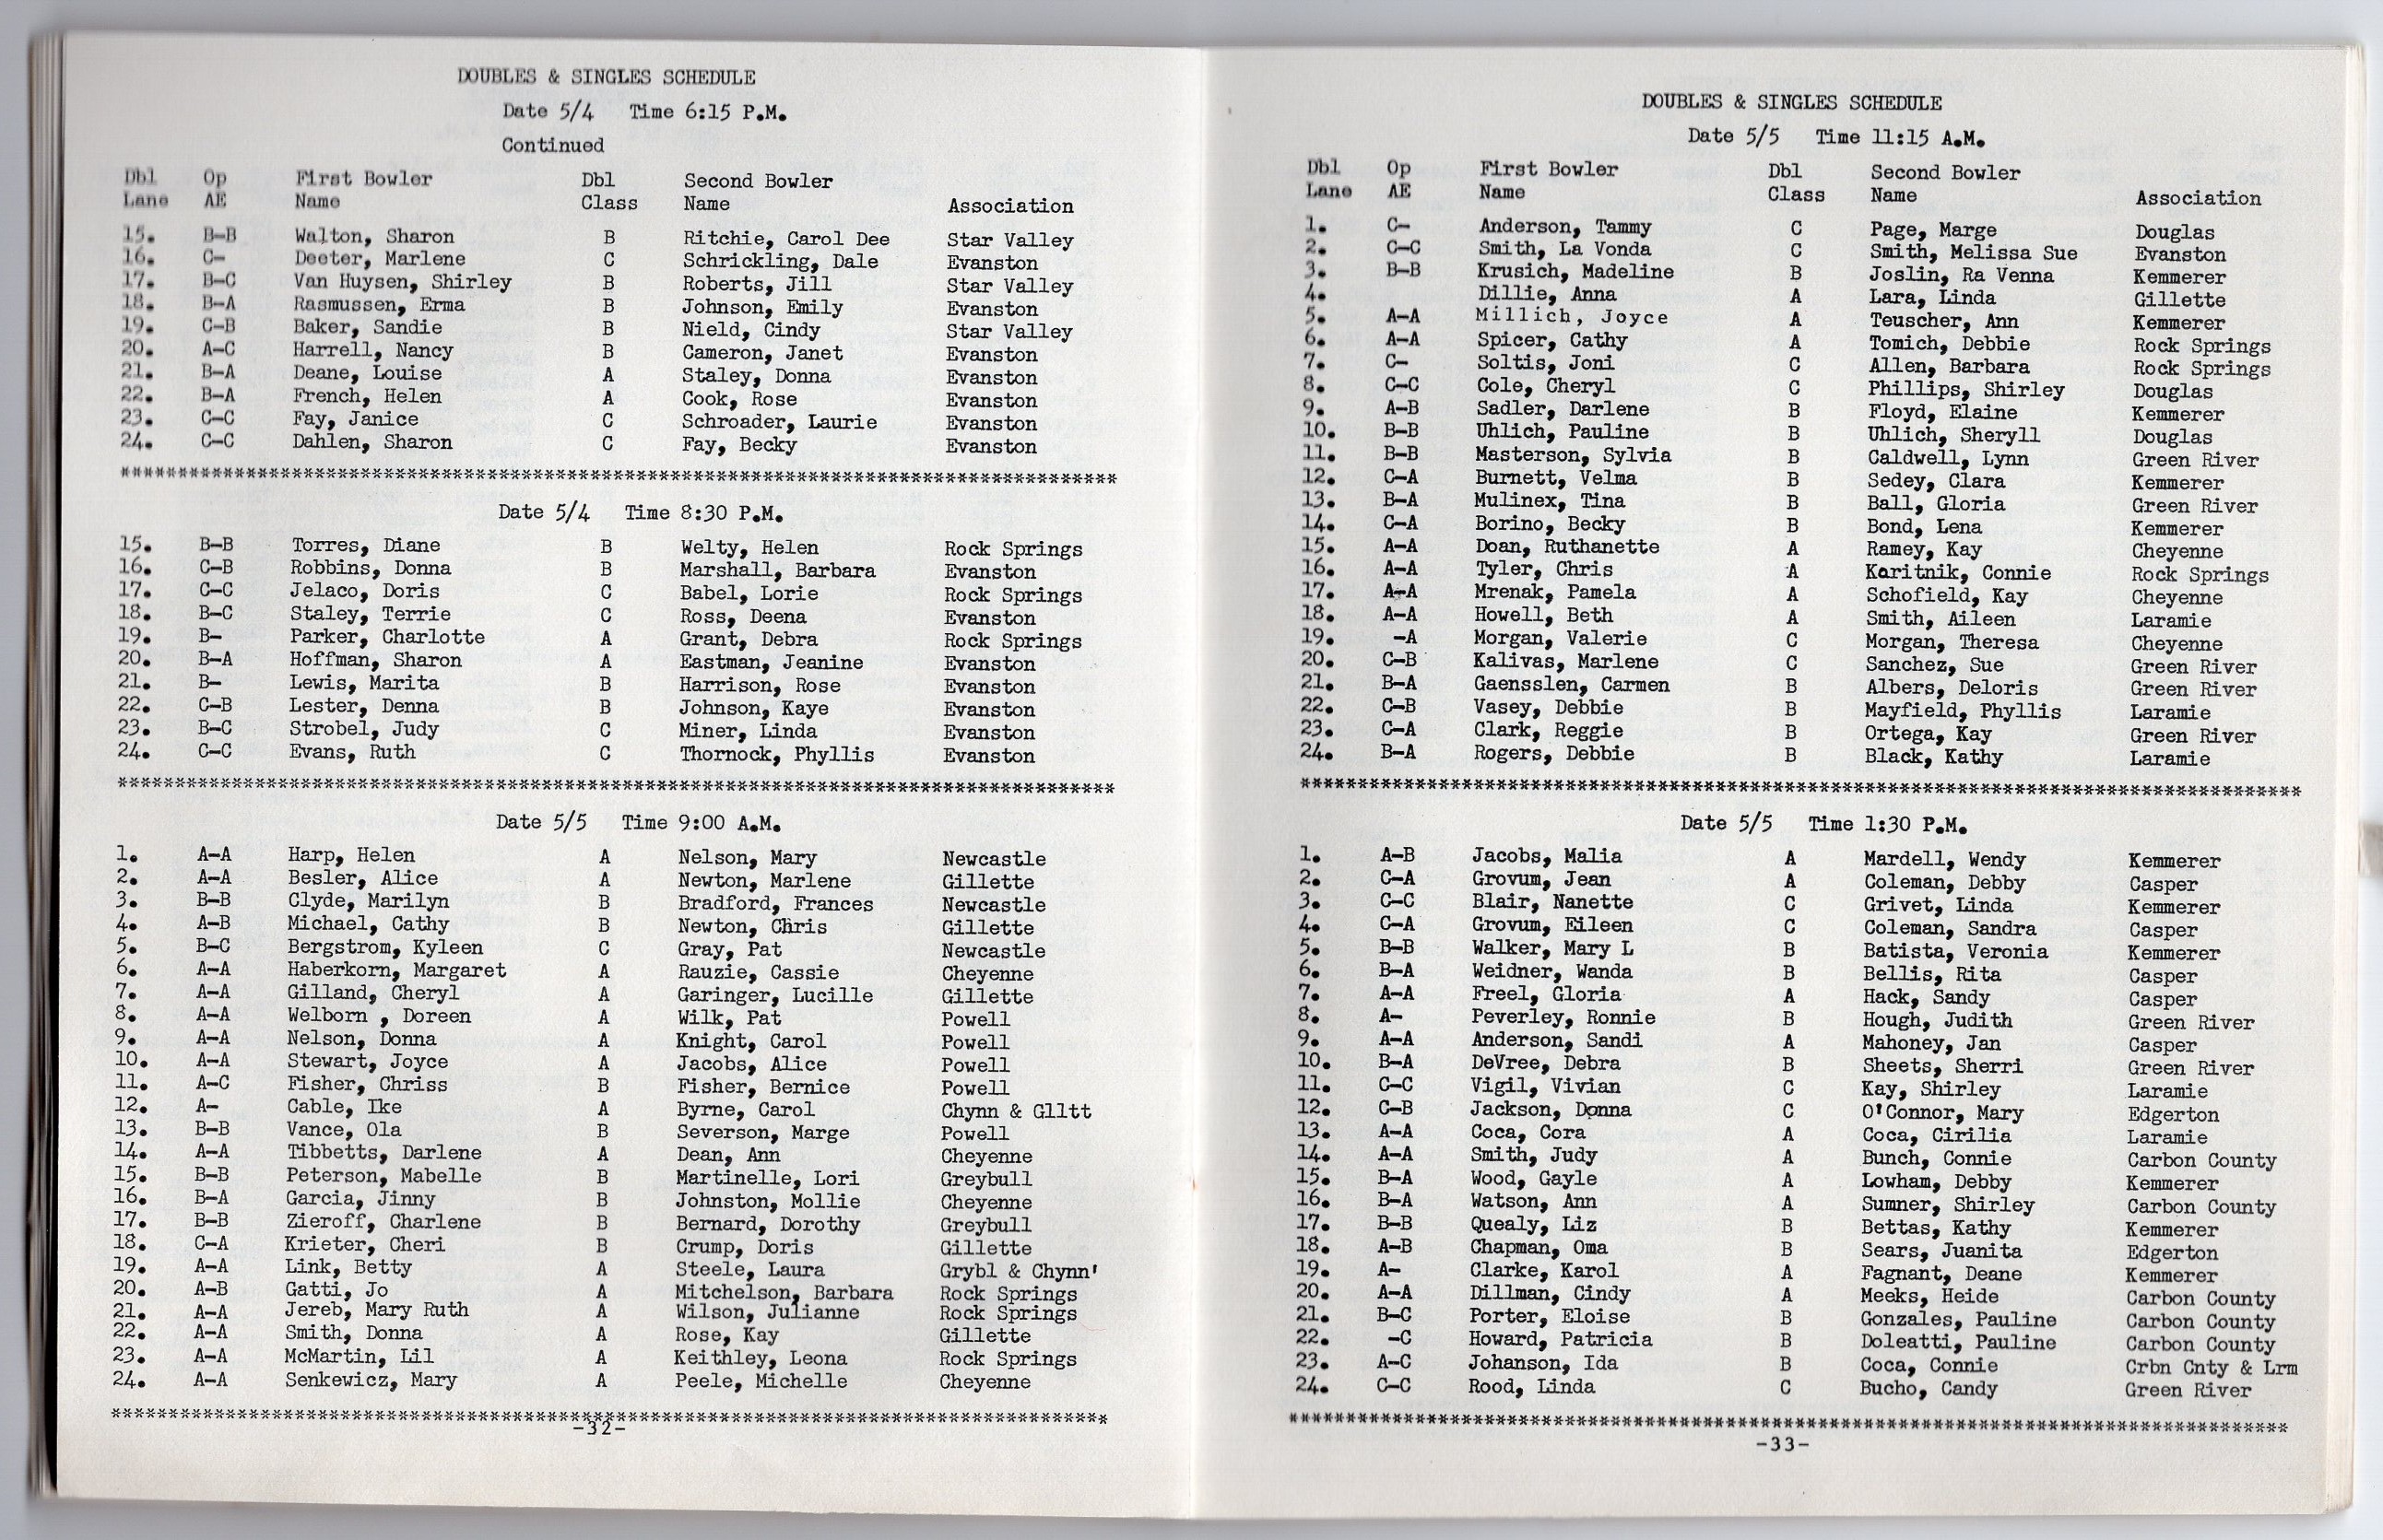 DOUBLES & SINGLES SCHEDULE
Date 5/4 Time 6:15 P.M.
Continued
Dbl Op First Bowler Dbl Second Bowler
Lane AE Name Class Name Association
15. B-B Walton, Sharon B Ritchie, Carol Dee Star Valley
16. C- Deeter, Marlene C Schrickling, Dale Evanston
17. B-C Van Huysen, Shirley B Roberts, Jill Star Valley
18. B-A Rasmussen, Erma B Johnson, Emily Evanston
19. C-B Baker, Sandie B Nield, Cindy Star Valley
20. A-C Harrell, Nancy B Cameron, Janet Evanston
21. B-A Deane, Louise A Staley, Donna Evanston
22. B-A French, Helen A Cook, Rose Evanston
23. C-C Fay, Janice C Schroader, Laurie Evanston
24. C-C Dahlen, Sharon C Fay, Becky Evanston
Date 5/4 Time 8:30 P.M.
15. B-B Torres, Diane B Welty, Helen Rock Springs
16. C-B Robbins, Donna B Marshall, Barbara Evanston
17. C-C Jelaco, Doris C Babel, Lorie Rock Springs
18. B-C Staley, Terrie C Ross, Deena Evanston
19. B- Parker, Charlotte A Grant, Debra Rock Springs
20. B-A Hoffman, Sharon A Eastman, Jeanine Evanston
21. B- Lewis, Marita B Harrison, Rose Evanston
22. C-B Lester, Denna B Johnson, Kaye Evanston
23. B-C Strobel, Judy C Miner, Linda Evanston
24. C-C Evans, Ruth C Thornock, Phyllis Evanston
Date 5/5 Time 9:00 A.M.
1. A-A Harp, Helen A Nelson, Mary Newcastle
2. A-A Besler, Alice A Newton, Marlene Gillette
3. B-B Clyde, Marilyn B Bradford, Frances Newcastle
4. A-B Michael, Cathy B Newton, Chris Gillette
5. B-C Bergstrom, Kyleen C Gray, Pat Newcastle
6. A-A Haberkorn, Margaret A Rauzie, Cassie Cheyenne
7. A-A Gilland, Cheryl A Garinger, Lucille Gillette
8. A-A Welborn , Doreen A Wilk, Pat Powell
9. A-A Nelson, Donna A Knight, Carol Powell
10. A-A Stewart, Joyce A Jacobs, Alice Powell
11. A-C Fisher, Chriss B Fisher, Bernice Powell
12. A- Cable, Ike A Byrne, Carol Chynn & Glltt
13. B-B Vance, Ola B Severson, Marge Powell
14. A-A Tibbetts, Darlene A Dean, Ann Cheyenne
15. B-B Peterson, Mabelle B Martinelle, Lori Greybull
16. B-A Garcia, Jinny B Johnston, Mollie Cheyenne
17. B-B Zieroff, Charlene B Bernard, Dorothy Greybull
18. C-A Krieter, Cheri B Crump, Doris Gillette
19. A-A Link, Betty A Steele, Laura Grybl & Chynn'
20. A-B Gatti, Jo A Mitchelson, Barbara Rock Springs
21. A-A Jereb, Mary Ruth A Wilson, Julianne Rock Springs
22. A-A Smith, Donna A Rose, Kay Gillette
23. A-A McMartin, Lil A Keithley, Leona Rock Springs
24. A-A Senkewicz, Mary A Peele, Michelle Cheyenne
-32-
DOUBLES & SINGLES SCHEDULE
Date 5/5 Time 11:15 A.M.
Dbl Op First Bowler Dbl Second Bowler
Lane AE Name Class Name Association
1. C- Anderson, Tammy C Page, Marge Douglas
2. C-C Smith, La Vonda C Smith, Melissa Sue Evanston
3. B-B Krusich, Madeline B Joslin, Ra Venna Kemmerer
4. Dillie, Anna A Lara, Linda Gillette
5. A-A Millich, Joyce A Teuscher, Ann Kemmerer
6. A-A Spicer, Cathy A Tomich, Debbie Rock Springs
7. C- Soltis, Joni C Allen, Barbara Rock Springs
8. C-C Cole, Cheryl C Phillips, Shirley Douglas
9. A-B Sadler, Darlene B Floyd, Elaine Kemmerer
10. B-B Uhlich, Pauline B Uhlich, Sheryll Douglas
11. B-B Masterson, Sylvia B Caldwell, Lynn Green River
12. C-A Burnett, Velma B Sedey, Clara Kemmerer
13. B-A Mulinex, Tina B Ball, Gloria Green River
14. C-A Borino, Becky B Bond, Lena Kemmerer
15. A-A Doan, Ruthanette A Ramey, Kay Cheyenne
16. A-A Tyler, Chris A Karitnik, Connie Rock Springs
17. A-A Mrenak, Pamela A Schofield, Kay Cheyenne
18. A-A Howell, Beth A Smith, Aileen Laramie
19. -A Morgan, Valerie C Morgan, Theresa Cheyenne
20. C-B Kalivas, Marlene C Sanchez, Sue Green River
21. B-A Gaensslen, Carmen B Albers, Deloris Green River
22. C-B Vasey, Debbie B Mayfield, Phyllis Laramie
23. C-A Clark, Reggie B Ortega, Kay Green River
24. B-A Rogers, Debbie B Black, Kathy Laramie
Date 5/5 Time 1:30 P.M.
1. A-B Jacobs, Malia A Mardell, Wendy Kemmerer
2. C-A Grovum, Jean A Coleman, Debby Casper
3. C-C Blair, Nanette C Grivet, Linda Kemmerer
4. C-A Grovum, Eileen C Coleman, Sandra Casper
5. B-B Walker, Mary L B Batista, Veronia Kemmerer
6. B-A Weidner, Wanda B Bellis, Rita Casper
7. A-A Freel, Gloria A Hack, Sandy Casper
8. A- Peverley, Ronnie B Hough, Judith Green River
9. A-A Anderson, Sandi A Mahoney, Jan Casper
10. B-A DeVree, Debra B Sheets, Sherri Green River
11. C-C Vigil, Vivian C Kay, Shirley Laramie
12. C-B Jackson, Donna C O'Connor, Mary Edgerton
13. A-A Coca, Cora A Coca, Cirilia Laramie
14. A-A Smith, Judy A Bunch, Connie Carbon County
15. B-A Wood, Gayle A Lowham, Debby Kemmerer
16. B-A Watson, Ann A Sumner, Shirley Carbon County
17. B-B Quealy, Liz B Bettas, Kathy Kemmerer
18. A-B Chapman, Oma B Sears, Juanita Edgerton
19. A- Clarke, Karol A Fagnant, Deane Kemmerer
20. A-A Dillman, Cindy A Meeks, Heide Carbon County
21. B-C Porter, Eloise B Gonzales, Pauline Carbon County
22. -C Howard, Patricia B Doleatti, Pauline Carbon County
23. A-C Johanson, Ida B Coca, Connie Crbn Cnty & Lrm
24. C-C Rood, Linda C Bucho, Candy Green River
-33-